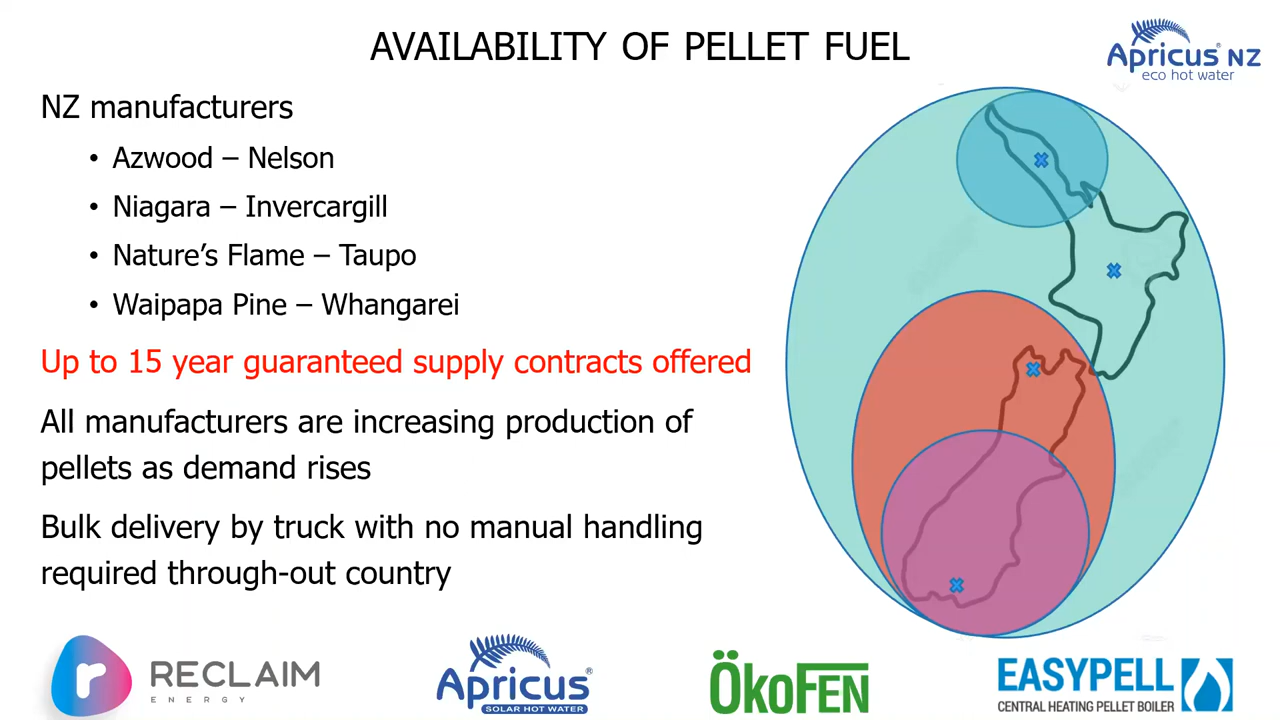 AVAILABILITY OF PELLET FUEL
Apricus® NZ
eco hot water
NZ manufacturers
• Azwood – Nelson
• Niagara – Invercargill
• Nature’s Flame – Taupo
• Waipapa Pine – Whangarei
Up to 15 year guaranteed supply contracts offered
All manufacturers are increasing production of
pellets as demand rises
Bulk delivery by truck with no manual handling
required through-out country
r RECLAIM
ENERGY
Apricus®
SOLAR HOT WATER
ÖkoFEN
EASYPELL
CENTRAL HEATING PELLET BOILER